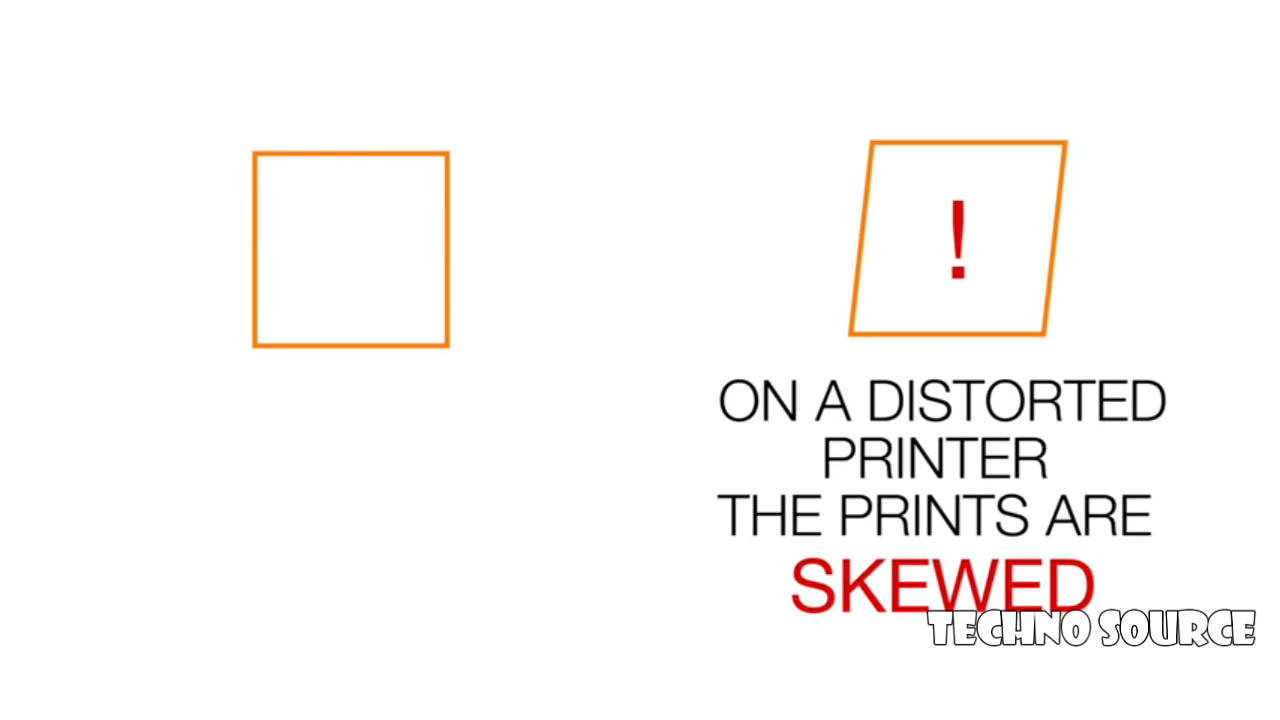 !
ON A DISTORTED
PRINTER
THE PRINTS ARE
SKEWED
TECHNO SOURCE